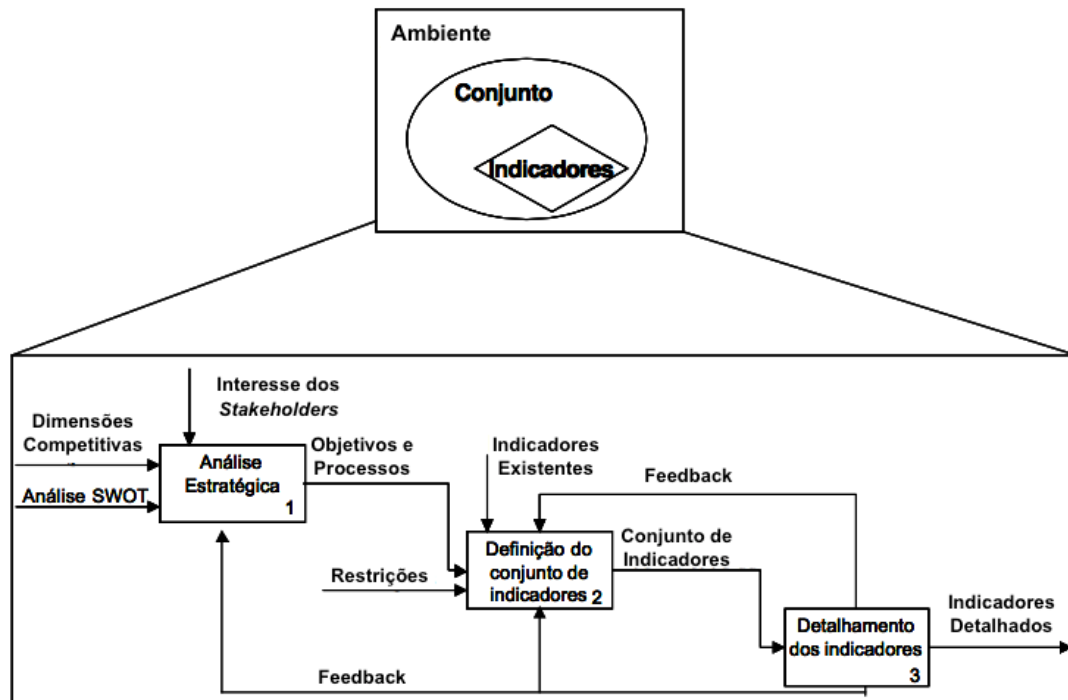 Ambiente
Conjunto
Indicadores
Interesse dos
Stakeholders
Dimensões
Competitivas
Análise SWOT
Análise
Estratégica
1
Objetivos e
Processos
Indicadores
Existentes
Feedback
Restrições
Definição do
conjunto de
indicadores 2
Conjunto de
Indicadores
Detalhamento
dos indicadores
3
Indicadores
Detalhados
Feedback